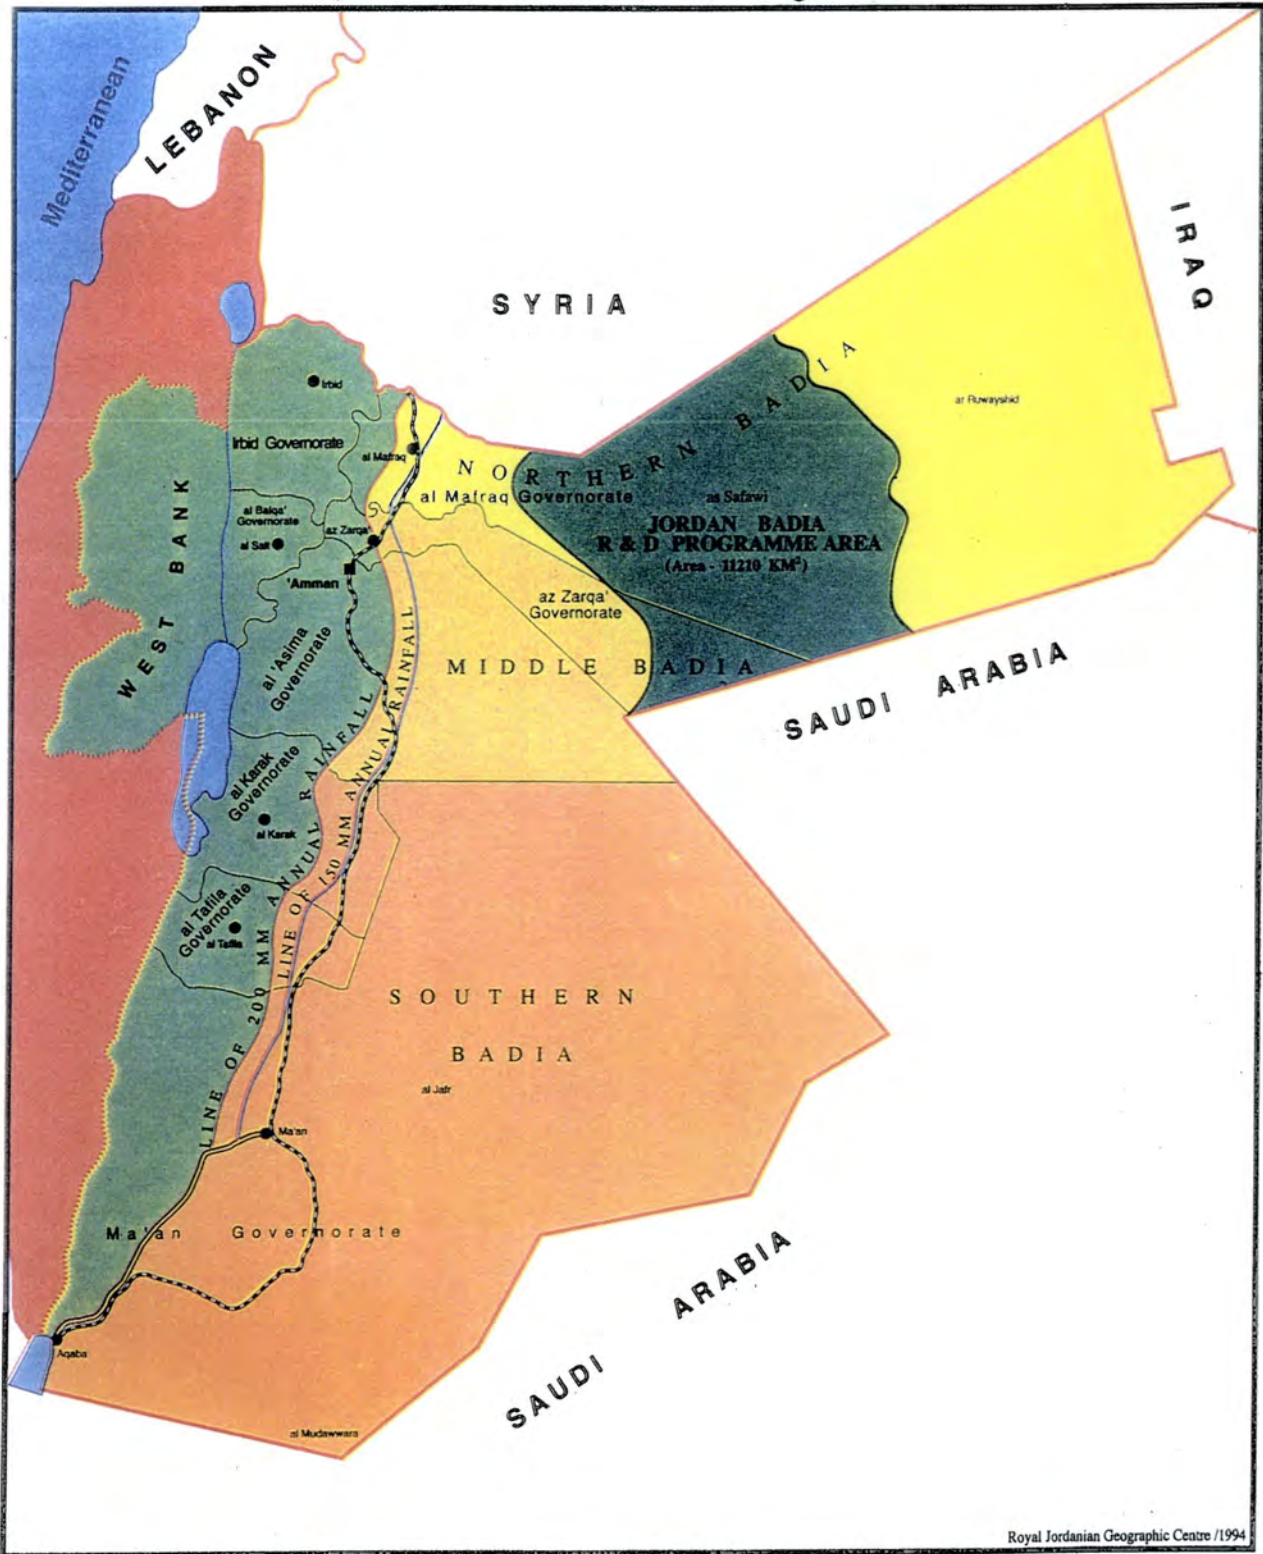 Mediterranean
LEBANON
SYRIA
IRAQ
Irbid
Irbid Governorate
al Mafraq
NORTHERN BADIA
al Mafraq Governorate
ar Ruwayshid
as Safawi
JORDAN BADIA
R & D PROGRAMME AREA
(Area - 11210 KM²)
WEST BANK
al Balqa'
Governorate
al Salt
az Zarqa'
'Amman
az Zarqa'
Governorate
al 'Asima
Governorate
MIDDLE BADIA
SAUDI ARABIA
al Karak
Governorate
al Karak
al Tafila
Governorate
al Tafila
LINE OF 200 MM ANNUAL RAINFALL
LINE OF 150 MM ANNUAL RAINFALL
SOUTHERN
BADIA
al Jafr
Ma'an
Ma'an Governorate
Aqaba
al Mudawwara
SAUDI ARABIA
Royal Jordanian Geographic Centre /1994